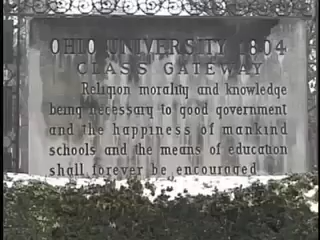 OHIO UNIVERSITY 1804
CLASS GATEWAY
Religion morality and knowledge
being necessary to good government
and the happiness of mankind
schools and the means of education
shall forever be encouraged